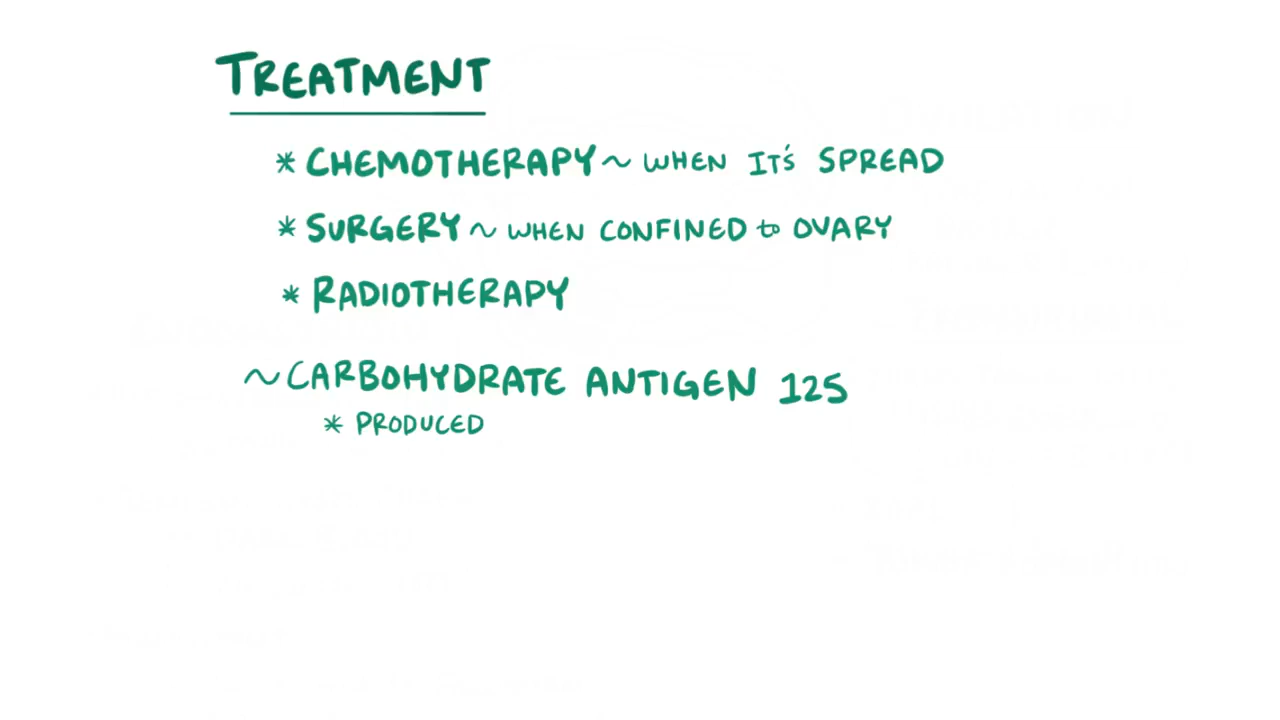 TREATMENT
* CHEMOTHERAPY ~ WHEN IT'S SPREAD
* SURGERY ~ WHEN CONFINED to OVARY
* RADIOTHERAPY
~ CARBOHYDRATE ANTIGEN 125
* PRODUCED